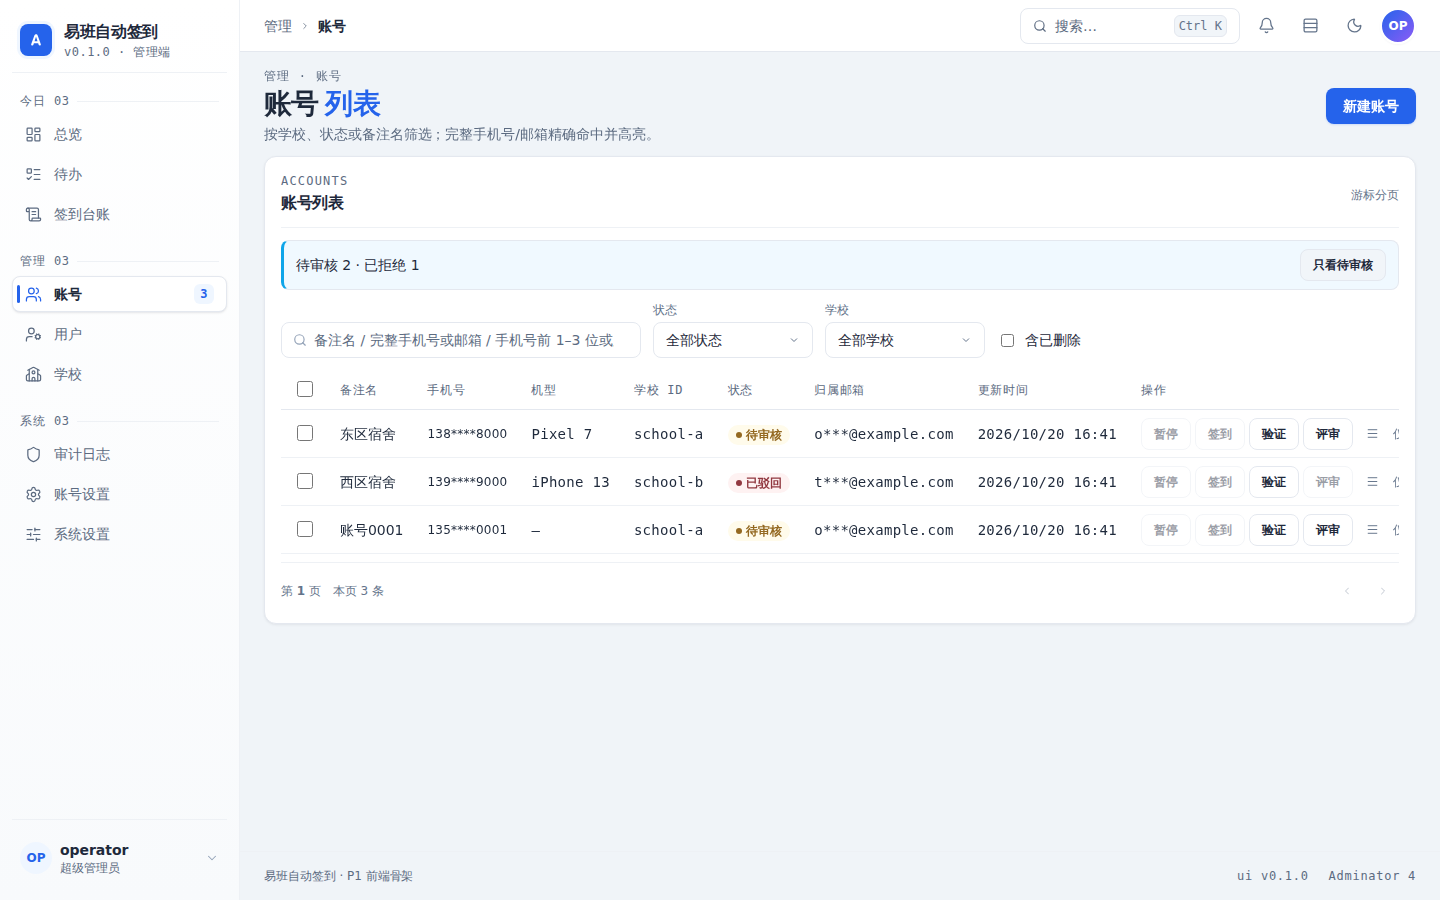 A
易班自动签到
v0.1.0 · 管理端
今日 03
总览
待办
签到台账
管理 03
账号 3
用户
学校
系统 03
审计日志
账号设置
系统设置
OP
operator
超级管理员
管理 › 账号
搜索… Ctrl K
OP
管理 · 账号
账号 列表
按学校、状态或备注名筛选；完整手机号/邮箱精确命中并高亮。
新建账号
ACCOUNTS
账号列表
游标分页
待审核 2 · 已拒绝 1
只看待审核
状态 学校
备注名 / 完整手机号或邮箱 / 手机号前 1–3 位或 全部状态 全部学校 含已删除
备注名 手机号 机型 学校 ID 状态 归属邮箱 更新时间 操作
东区宿舍 138****8000 Pixel 7 school-a 待审核 o***@example.com 2026/10/20 16:41 暂停 签到 验证 评审
西区宿舍 139****9000 iPhone 13 school-b 已驳回 t***@example.com 2026/10/20 16:41 暂停 签到 验证 评审
账号0001 135****0001 — school-a 待审核 o***@example.com 2026/10/20 16:41 暂停 签到 验证 评审
第 1 页 本页 3 条
易班自动签到 · P1 前端骨架
ui v0.1.0 Adminator 4